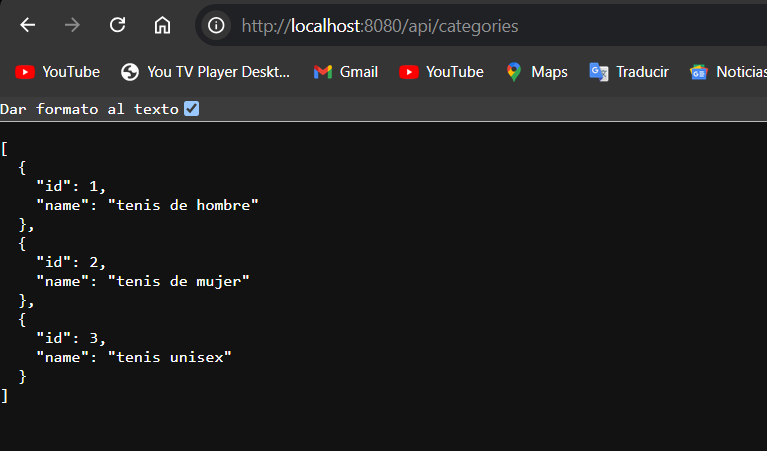 http://localhost:8080/api/categories
YouTube You TV Player Deskt... Gmail YouTube Maps Traducir Noticias
Dar formato al texto
[
  {
    "id": 1,
    "name": "tenis de hombre"
  },
  {
    "id": 2,
    "name": "tenis de mujer"
  },
  {
    "id": 3,
    "name": "tenis unisex"
  }
]